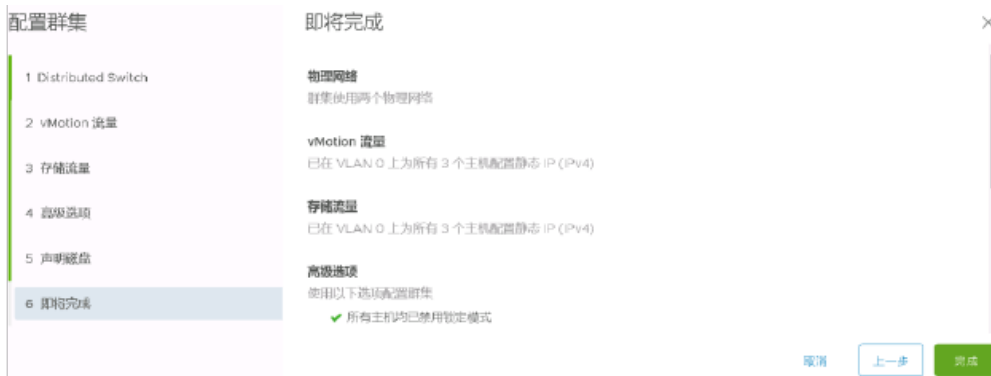 配置群集
1 Distributed Switch
2 vMotion 流量
3 存储流量
4 高级选项
5 声明磁盘
6 即将完成
即将完成
物理网络
群集使用两个物理网络
vMotion 流量
已在 VLAN 0 上为所有 3 个主机配置静态 IP (IPv4)
存储流量
已在 VLAN 0 上为所有 3 个主机配置静态 IP (IPv4)
高级选项
使用以下选项配置群集
所有主机均已禁用锁定模式
取消
上一步
完成